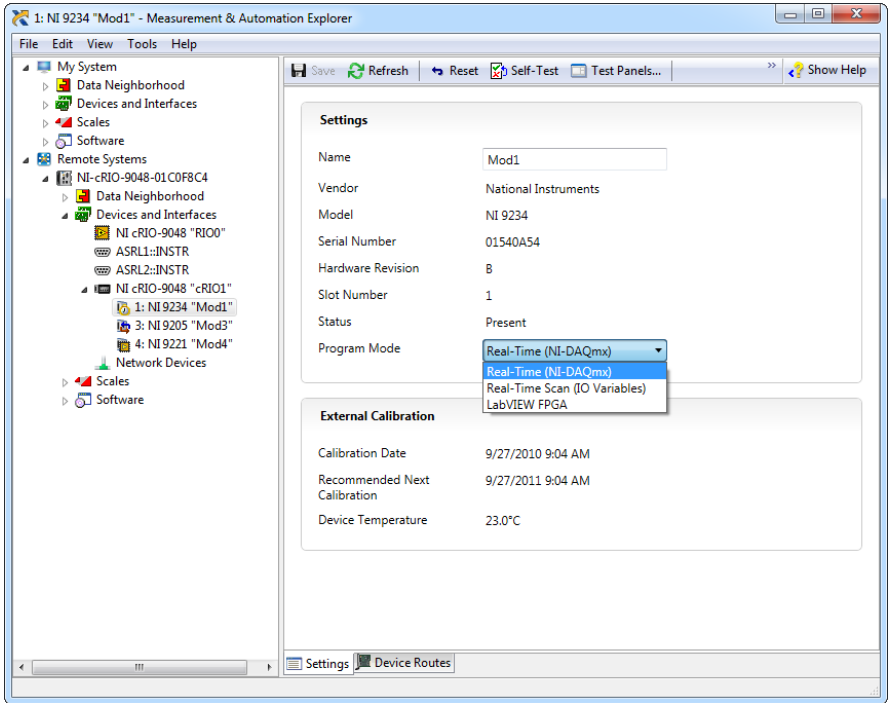 1: NI 9234 "Mod1" - Measurement & Automation Explorer
File Edit View Tools Help
My System
Data Neighborhood
Devices and Interfaces
Scales
Software
Remote Systems
NI-cRIO-9048-01C0F8C4
Data Neighborhood
Devices and Interfaces
NI cRIO-9048 "RIO0"
ASRL1::INSTR
ASRL2::INSTR
NI cRIO-9048 "cRIO1"
1: NI 9234 "Mod1"
3: NI 9205 "Mod3"
4: NI 9221 "Mod4"
Network Devices
Scales
Software
Save Refresh Reset Self-Test Test Panels... » Show Help
Settings
Name Mod1
Vendor National Instruments
Model NI 9234
Serial Number 01540A54
Hardware Revision B
Slot Number 1
Status Present
Program Mode Real-Time (NI-DAQmx)
Real-Time (NI-DAQmx)
Real-Time Scan (IO Variables)
LabVIEW FPGA
External Calibration
Calibration Date 9/27/2010 9:04 AM
Recommended Next 9/27/2011 9:04 AM
Calibration
Device Temperature 23.0°C
Settings Device Routes